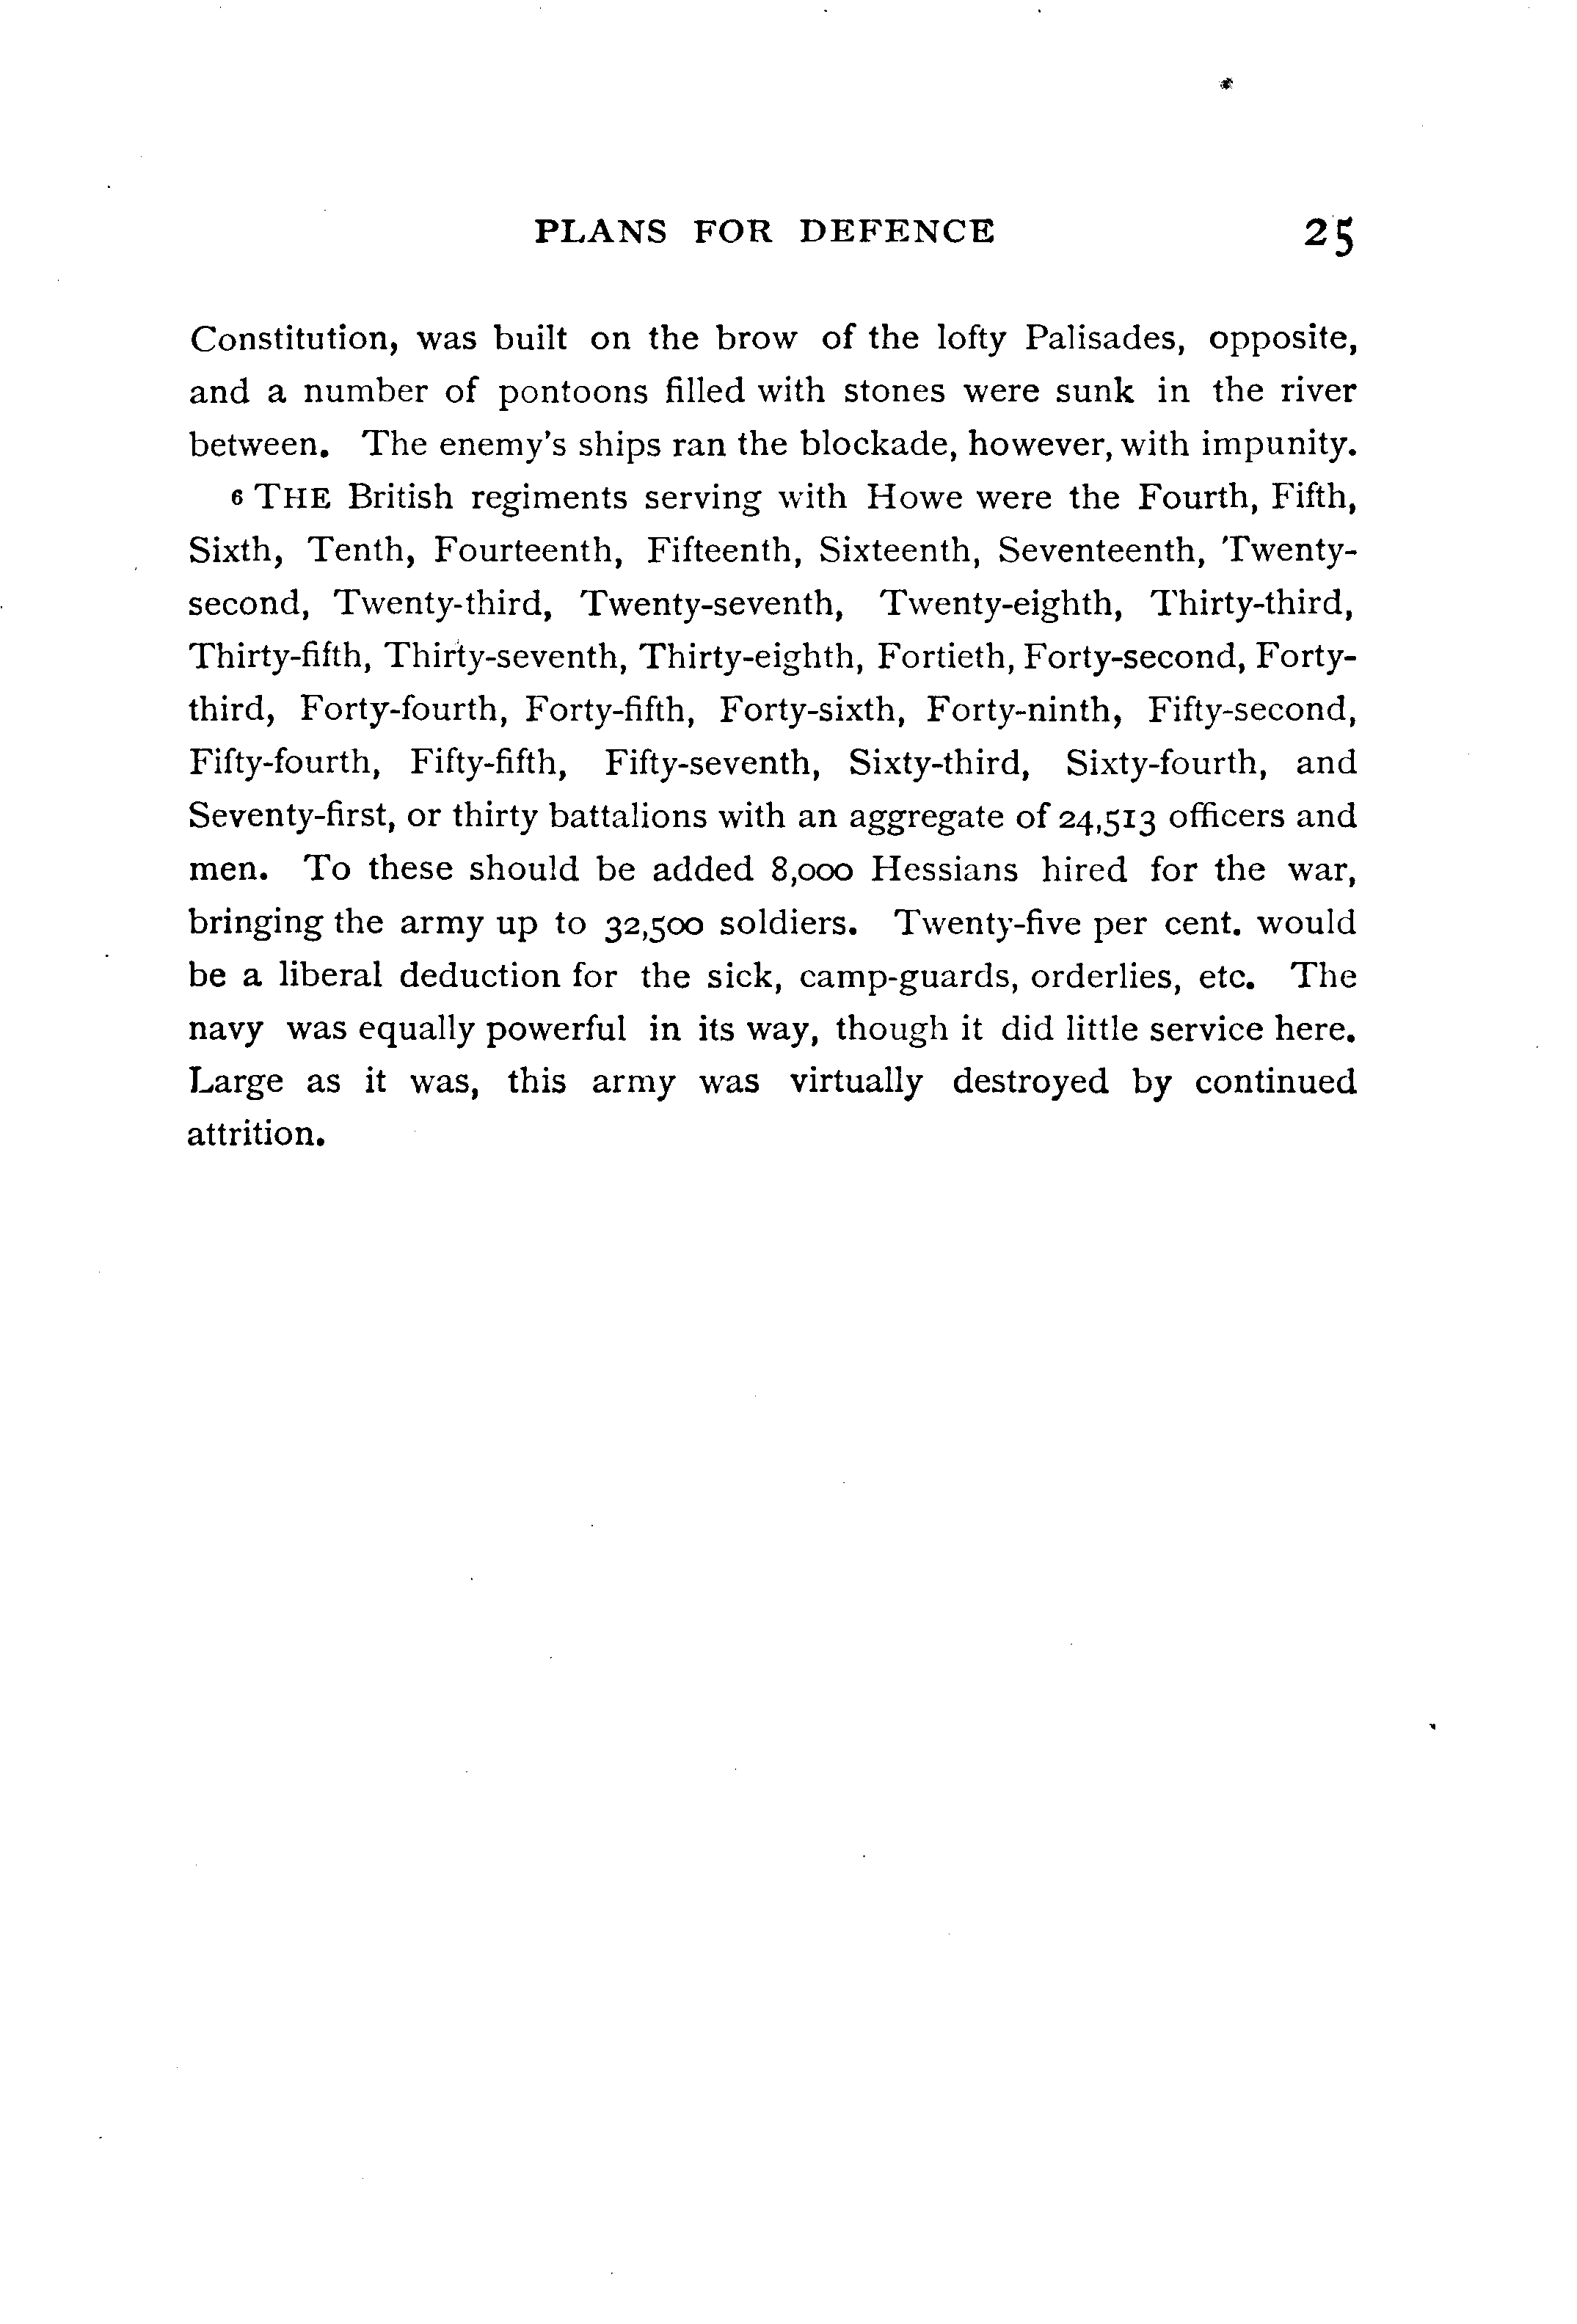 PLANS FOR DEFENCE 25
Constitution, was built on the brow of the lofty Palisades, opposite,
and a number of pontoons filled with stones were sunk in the river
between. The enemy's ships ran the blockade, however, with impunity.
6 THE British regiments serving with Howe were the Fourth, Fifth,
Sixth, Tenth, Fourteenth, Fifteenth, Sixteenth, Seventeenth, Twenty-
second, Twenty-third, Twenty-seventh, Twenty-eighth, Thirty-third,
Thirty-fifth, Thirty-seventh, Thirty-eighth, Fortieth, Forty-second, Forty-
third, Forty-fourth, Forty-fifth, Forty-sixth, Forty-ninth, Fifty-second,
Fifty-fourth, Fifty-fifth, Fifty-seventh, Sixty-third, Sixty-fourth, and
Seventy-first, or thirty battalions with an aggregate of 24,513 officers and
men. To these should be added 8,000 Hessians hired for the war,
bringing the army up to 32,500 soldiers. Twenty-five per cent. would
be a liberal deduction for the sick, camp-guards, orderlies, etc. The
navy was equally powerful in its way, though it did little service here.
Large as it was, this army was virtually destroyed by continued
attrition.